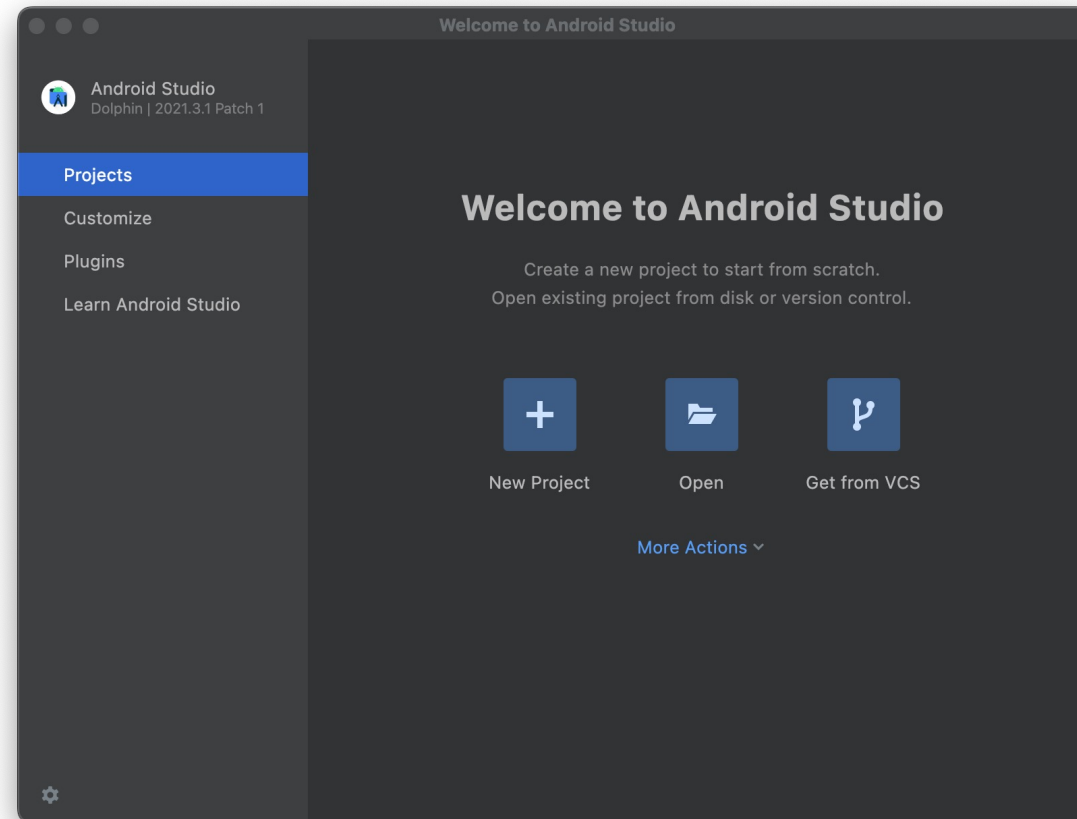 Welcome to Android Studio
Android Studio
Dolphin | 2021.3.1 Patch 1
Projects
Customize
Plugins
Learn Android Studio
Welcome to Android Studio
Create a new project to start from scratch.
Open existing project from disk or version control.
New Project
Open
Get from VCS
More Actions